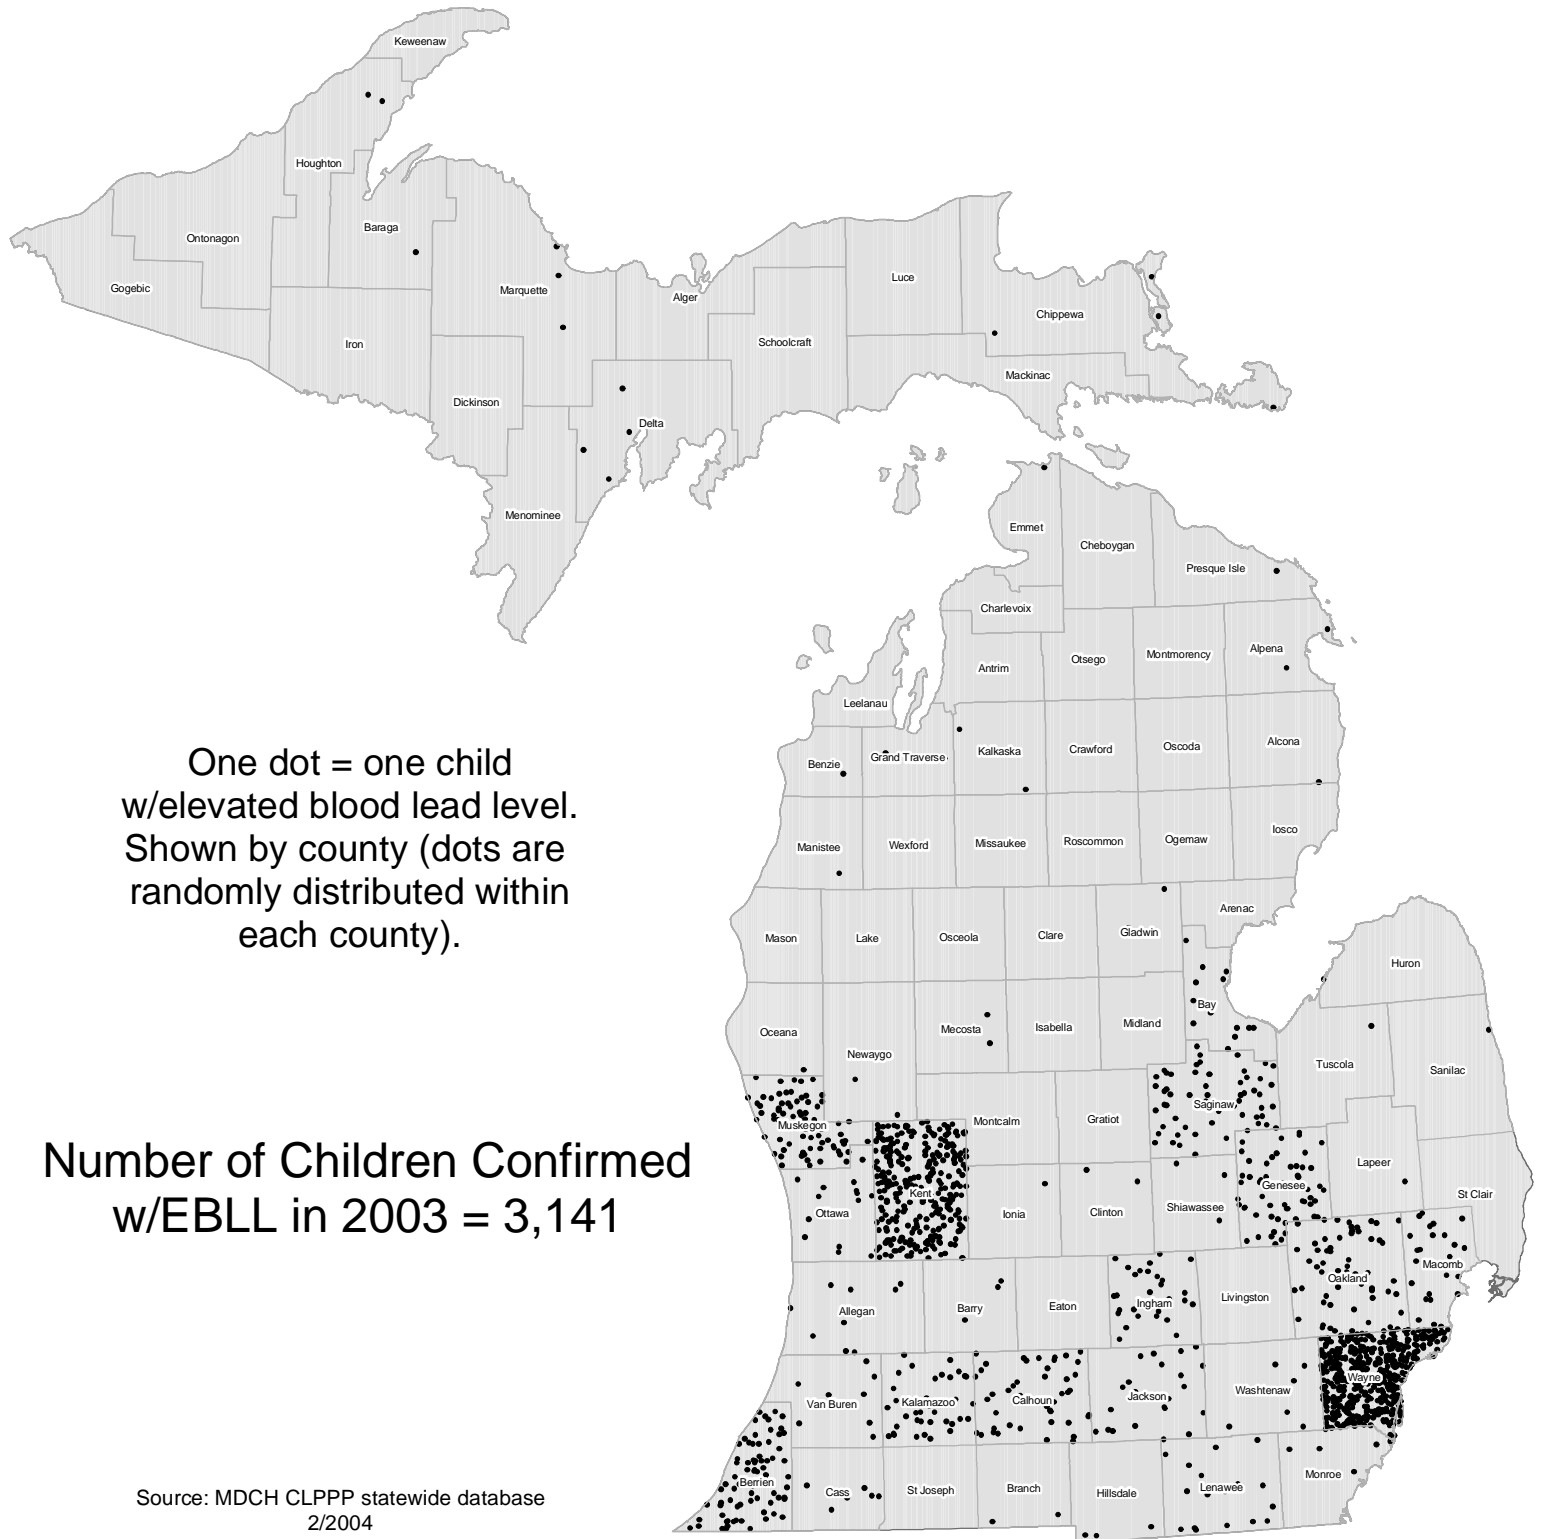 Keweenaw
Houghton
Baraga
Ontonagon
Gogebic
Marquette
Alger
Luce
Chippewa
Iron
Schoolcraft
Mackinac
Dickinson
Delta
Menominee
Emmet
Cheboygan
Presque Isle
Charlevoix
Antrim
Otsego
Montmorency
Alpena
Leelanau
Benzie
Grand Traverse
Kalkaska
Crawford
Oscoda
Alcona
One dot = one child
w/elevated blood lead level.
Shown by county (dots are
randomly distributed within
each county).
Manistee
Wexford
Missaukee
Roscommon
Ogemaw
Iosco
Arenac
Mason
Lake
Osceola
Clare
Gladwin
Huron
Bay
Oceana
Newaygo
Mecosta
Isabella
Midland
Tuscola
Sanilac
Saginaw
Muskegon
Montcalm
Gratiot
Number of Children Confirmed
w/EBLL in 2003 = 3,141
Lapeer
Genesee
St Clair
Kent
Ottawa
Ionia
Clinton
Shiawassee
Oakland
Macomb
Allegan
Barry
Eaton
Ingham
Livingston
Van Buren
Kalamazoo
Calhoun
Jackson
Washtenaw
Wayne
Berrien
Cass
St Joseph
Branch
Hillsdale
Lenawee
Monroe
Source: MDCH CLPPP statewide database
2/2004